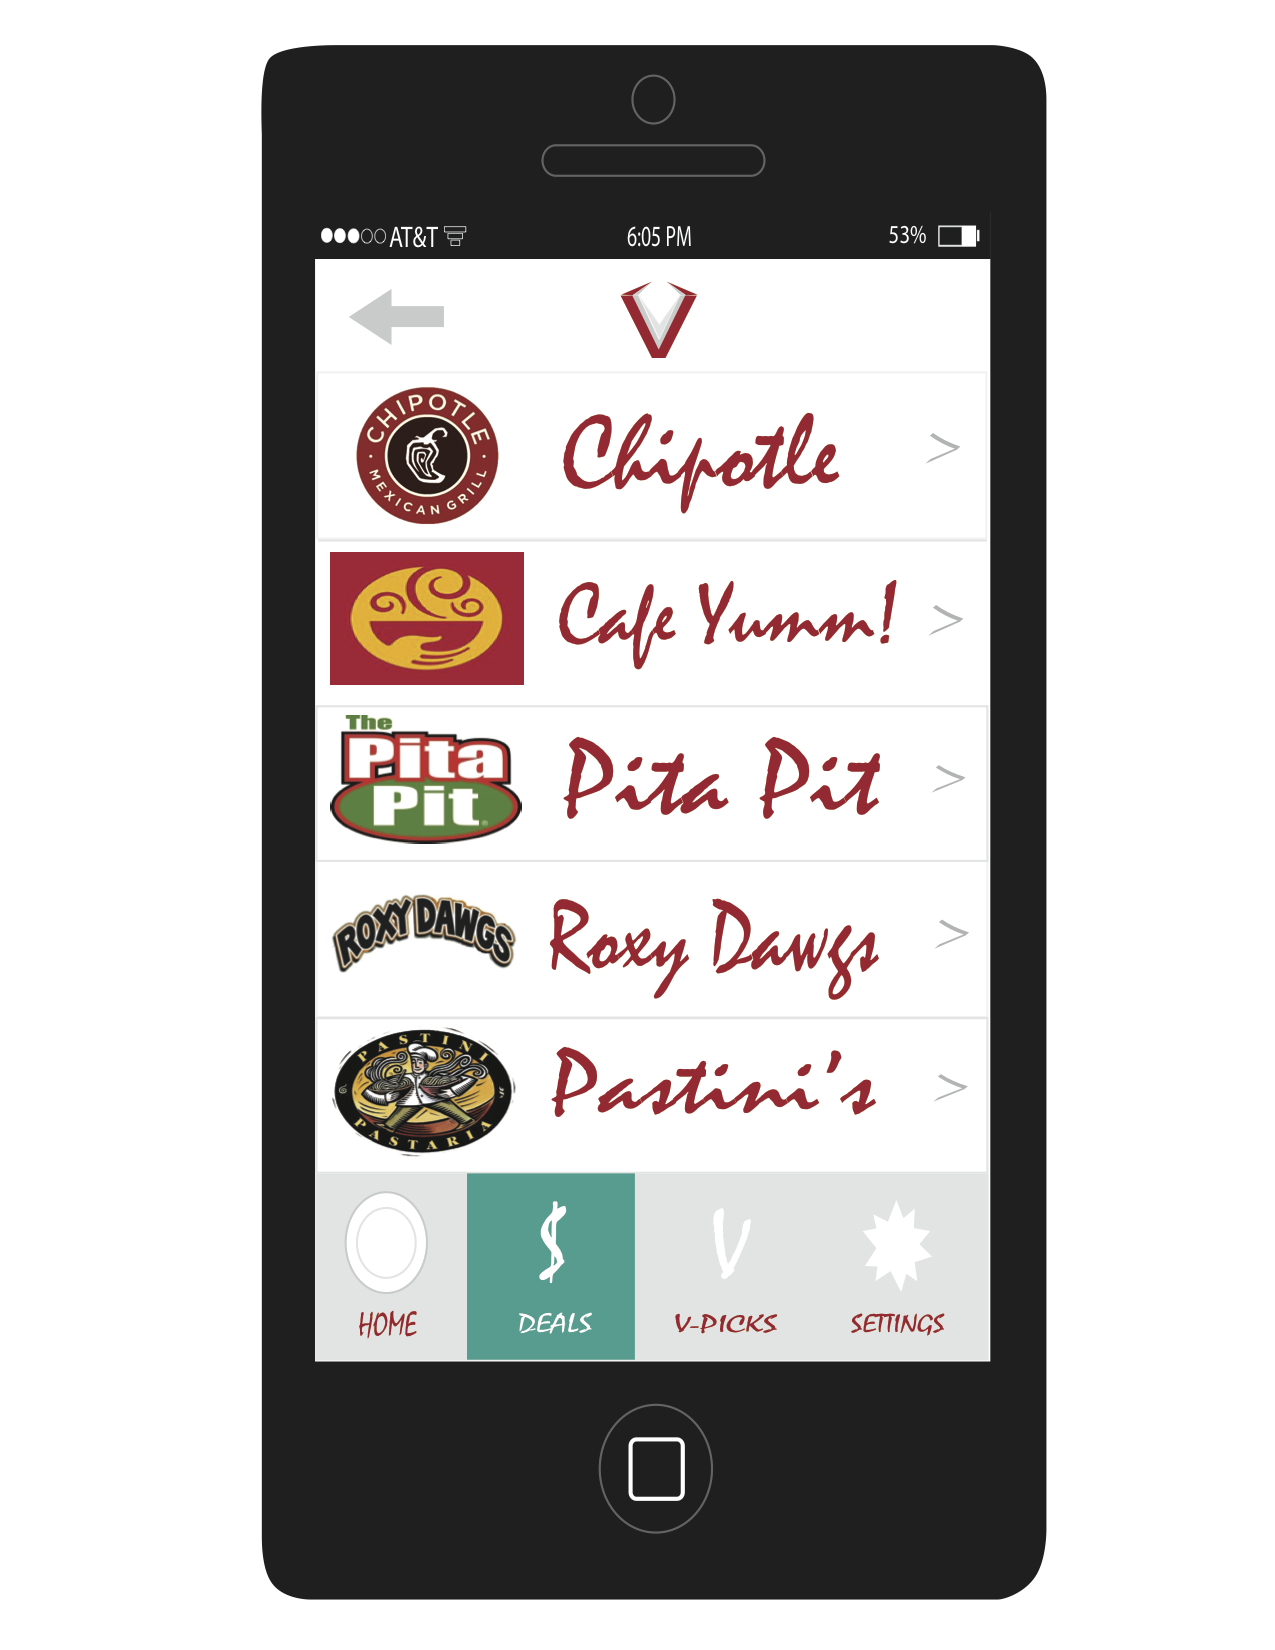 AT&T 6:05 PM 53%
CHIPOTLE
MEXICAN GRILL
Chipotle >
Cafe Yumm! >
The
Pita
Pit
Pita Pit >
ROXY DAWGS
Roxy Dawgs >
PASTINI
PASTARIA
Pastini's >
V
HOME DEALS V-PICKS SETTINGS